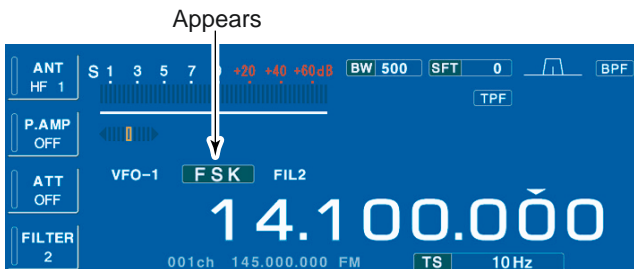 Appears
ANT
HF 1
S 1 3 5 7 9 +20 +40 +60dB
BW 500 SFT 0 BPF
TPF
P.AMP
OFF
VFO-1 FSK FIL2
ATT
OFF
14.100.000
FILTER
2
001ch 145.000.000 FM TS 10Hz